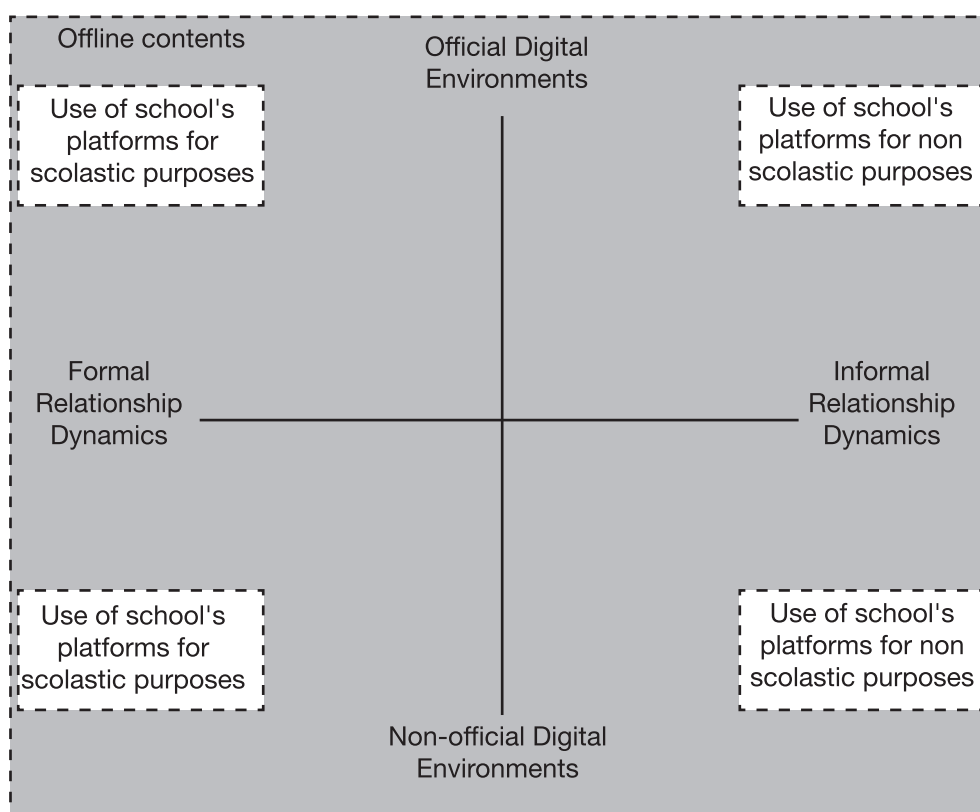 Offline contents
Official Digital
Environments
Use of school's
platforms for
scolastic purposes
Use of school's
platforms for non
scolastic purposes
Formal
Relationship
Dynamics
Informal
Relationship
Dynamics
Use of school's
platforms for
scolastic purposes
Use of school's
platforms for non
scolastic purposes
Non-official Digital
Environments